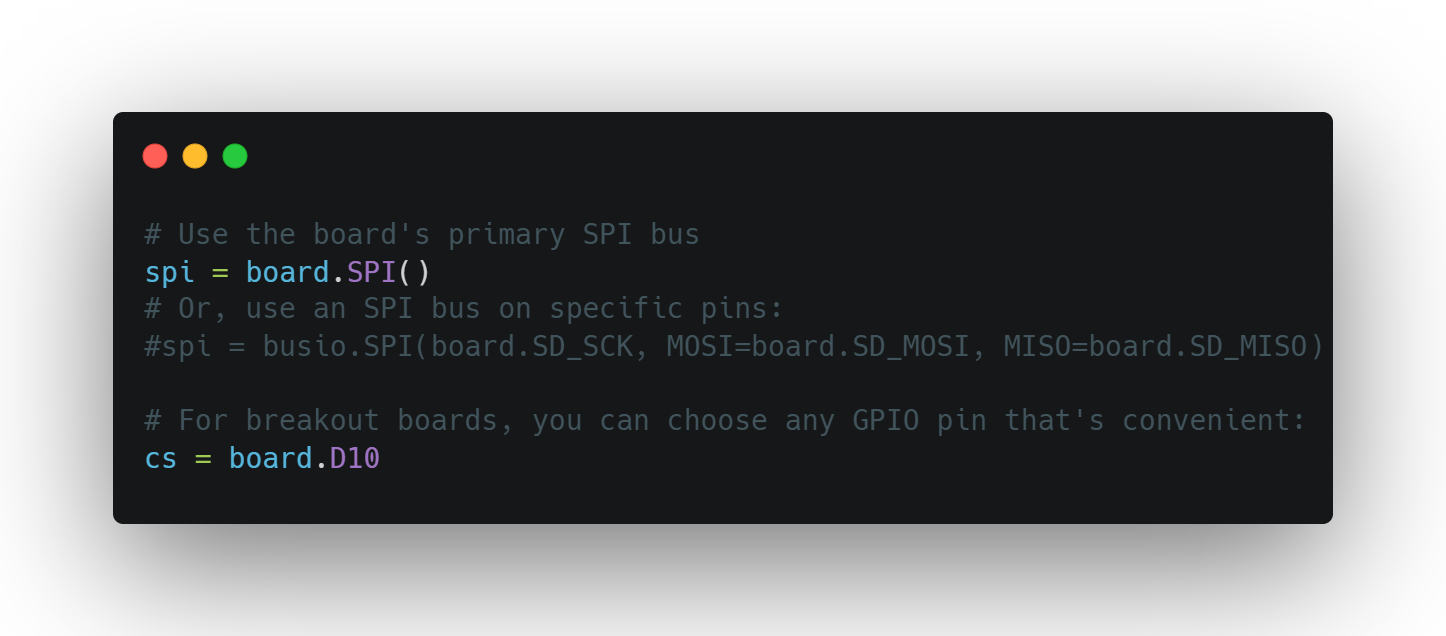 # Use the board's primary SPI bus
spi = board.SPI()
# Or, use an SPI bus on specific pins:
#spi = busio.SPI(board.SD_SCK, MOSI=board.SD_MOSI, MISO=board.SD_MISO)
# For breakout boards, you can choose any GPIO pin that's convenient:
cs = board.D10